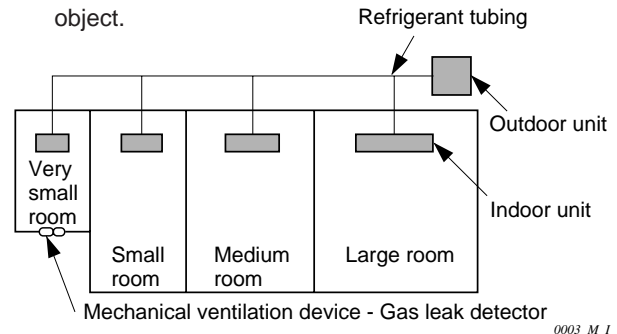 object.
Refrigerant tubing
Outdoor unit
Indoor unit
Very
small
room
Small
room
Medium
room
Large room
Mechanical ventilation device - Gas leak detector
0003_M_I